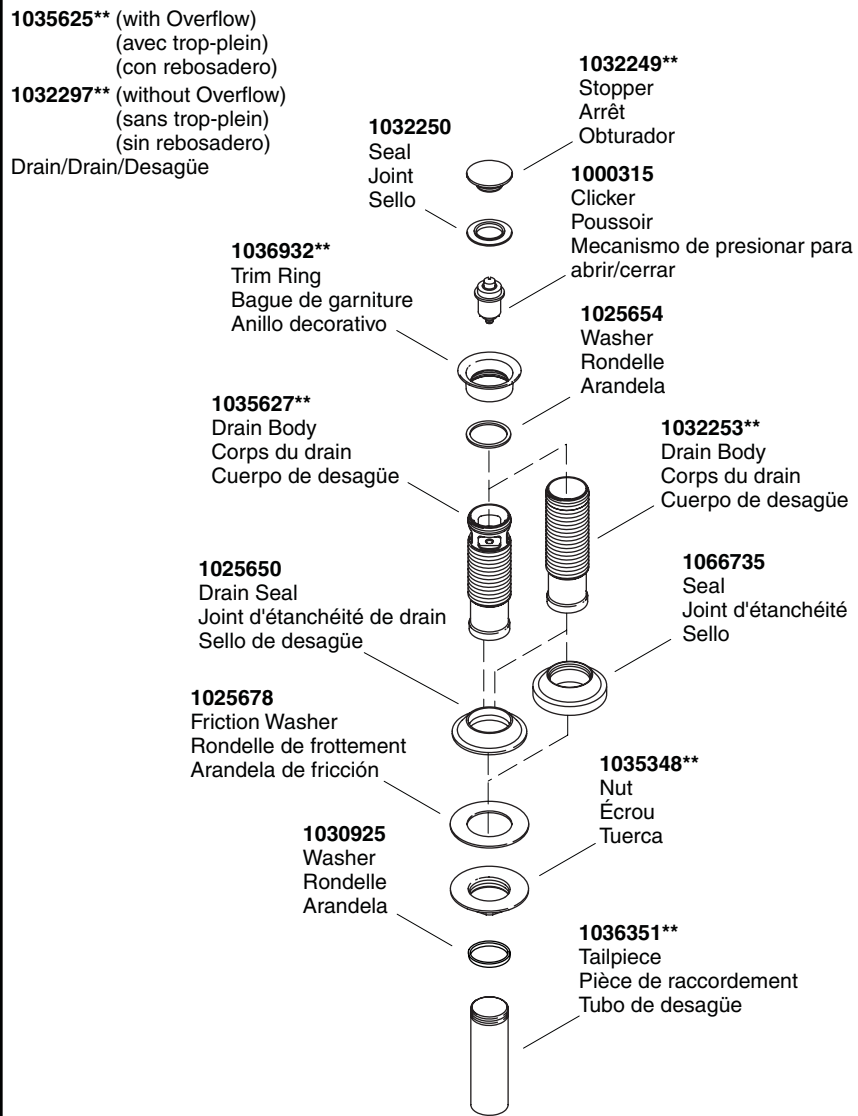 1035625** (with Overflow)
(avec trop-plein)
(con rebosadero)
1032297** (without Overflow)
(sans trop-plein)
(sin rebosadero)
Drain/Drain/Desagüe
1032249**
Stopper
Arrêt
Obturador
1032250
Seal
Joint
Sello
1000315
Clicker
Poussoir
Mecanismo de presionar para
abrir/cerrar
1036932**
Trim Ring
Bague de garniture
Anillo decorativo
1025654
Washer
Rondelle
Arandela
1035627**
Drain Body
Corps du drain
Cuerpo de desagüe
1032253**
Drain Body
Corps du drain
Cuerpo de desagüe
1025650
Drain Seal
Joint d'étanchéité de drain
Sello de desagüe
1066735
Seal
Joint d'étanchéité
Sello
1025678
Friction Washer
Rondelle de frottement
Arandela de fricción
1035348**
Nut
Écrou
Tuerca
1030925
Washer
Rondelle
Arandela
1036351**
Tailpiece
Pièce de raccordement
Tubo de desagüe